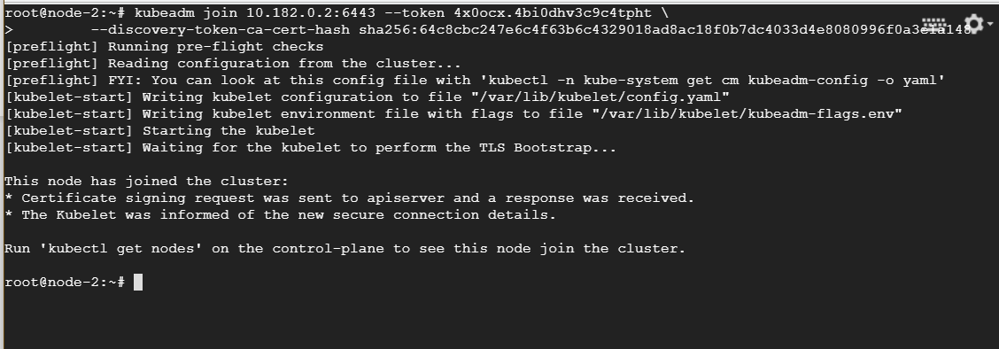 root@node-2:~# kubeadm join 10.182.0.2:6443 --token 4x0ocx.4bi0dhv3c9c4tpht \
>        --discovery-token-ca-cert-hash
[preflight] Running pre-flight checks
[preflight] Reading configuration from the cluster...
[preflight] FYI: You can look at this config file with 'kubectl -n kube-system get cm kubeadm-config -o yaml'
[kubelet-start] Writing kubelet configuration to file "/var/lib/kubelet/config.yaml"
[kubelet-start] Writing kubelet environment file with flags to file "/var/lib/kubelet/kubeadm-flags.env"
[kubelet-start] Starting the kubelet
[kubelet-start] Waiting for the kubelet to perform the TLS Bootstrap...
This node has joined the cluster:
* Certificate signing request was sent to apiserver and a response was received.
* The Kubelet was informed of the new secure connection details.
Run 'kubectl get nodes' on the control-plane to see this node join the cluster.
root@node-2:~#